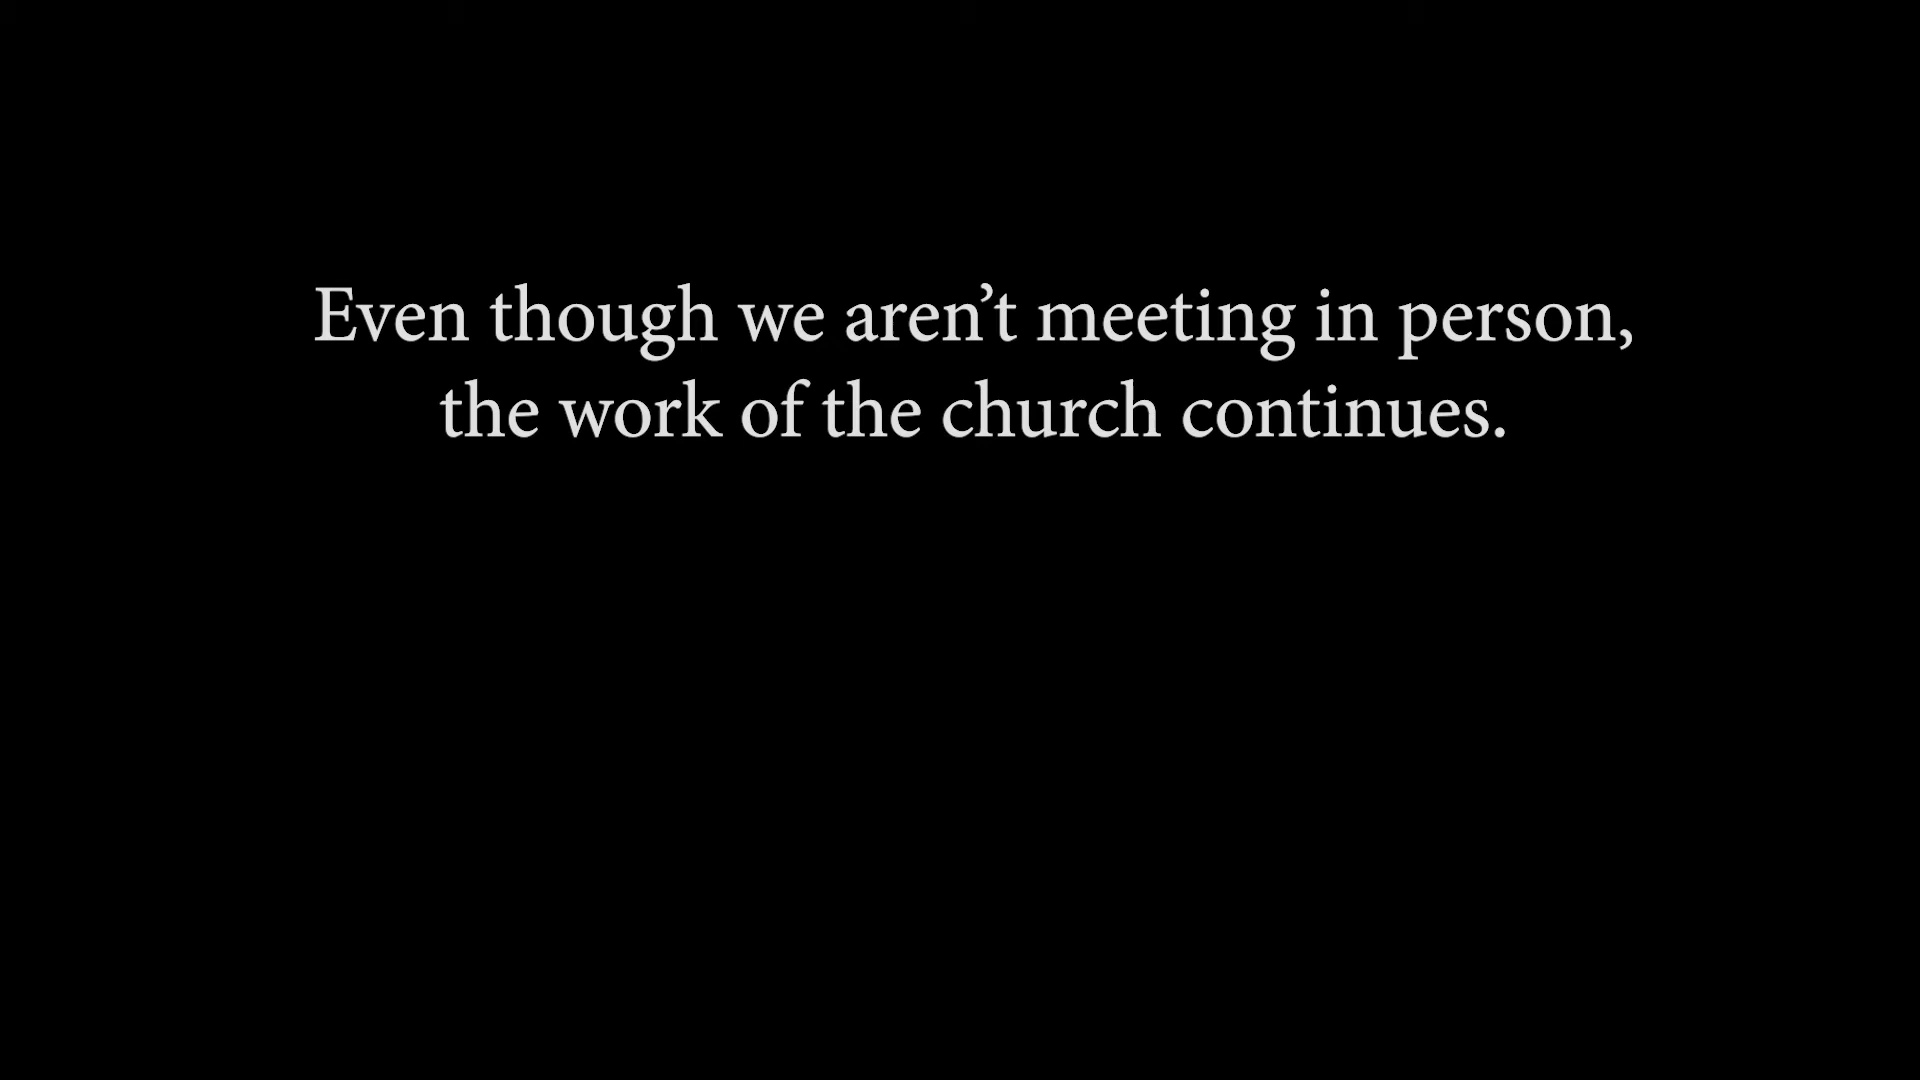 Even though we aren’t meeting in person,
the work of the church continues.